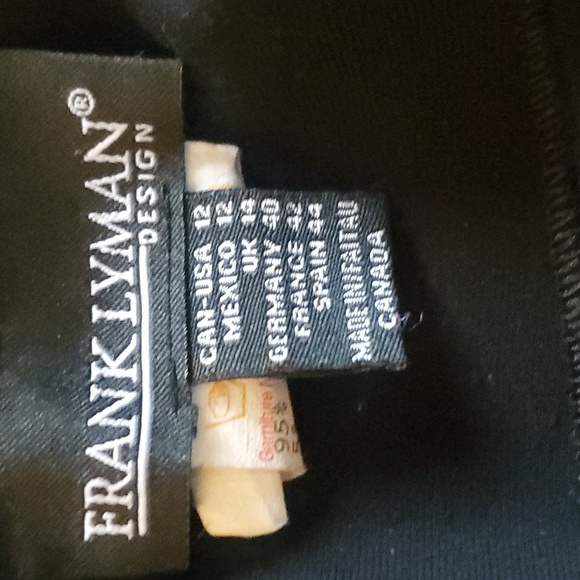 FRANK LYMAN®
DESIGN
CAN-USA 12
MEXICO 12
UK 14
GERMANY 40
FRANCE 42
SPAIN 44
MADE IN/FAIT AU
CANADA
Garniture
95%